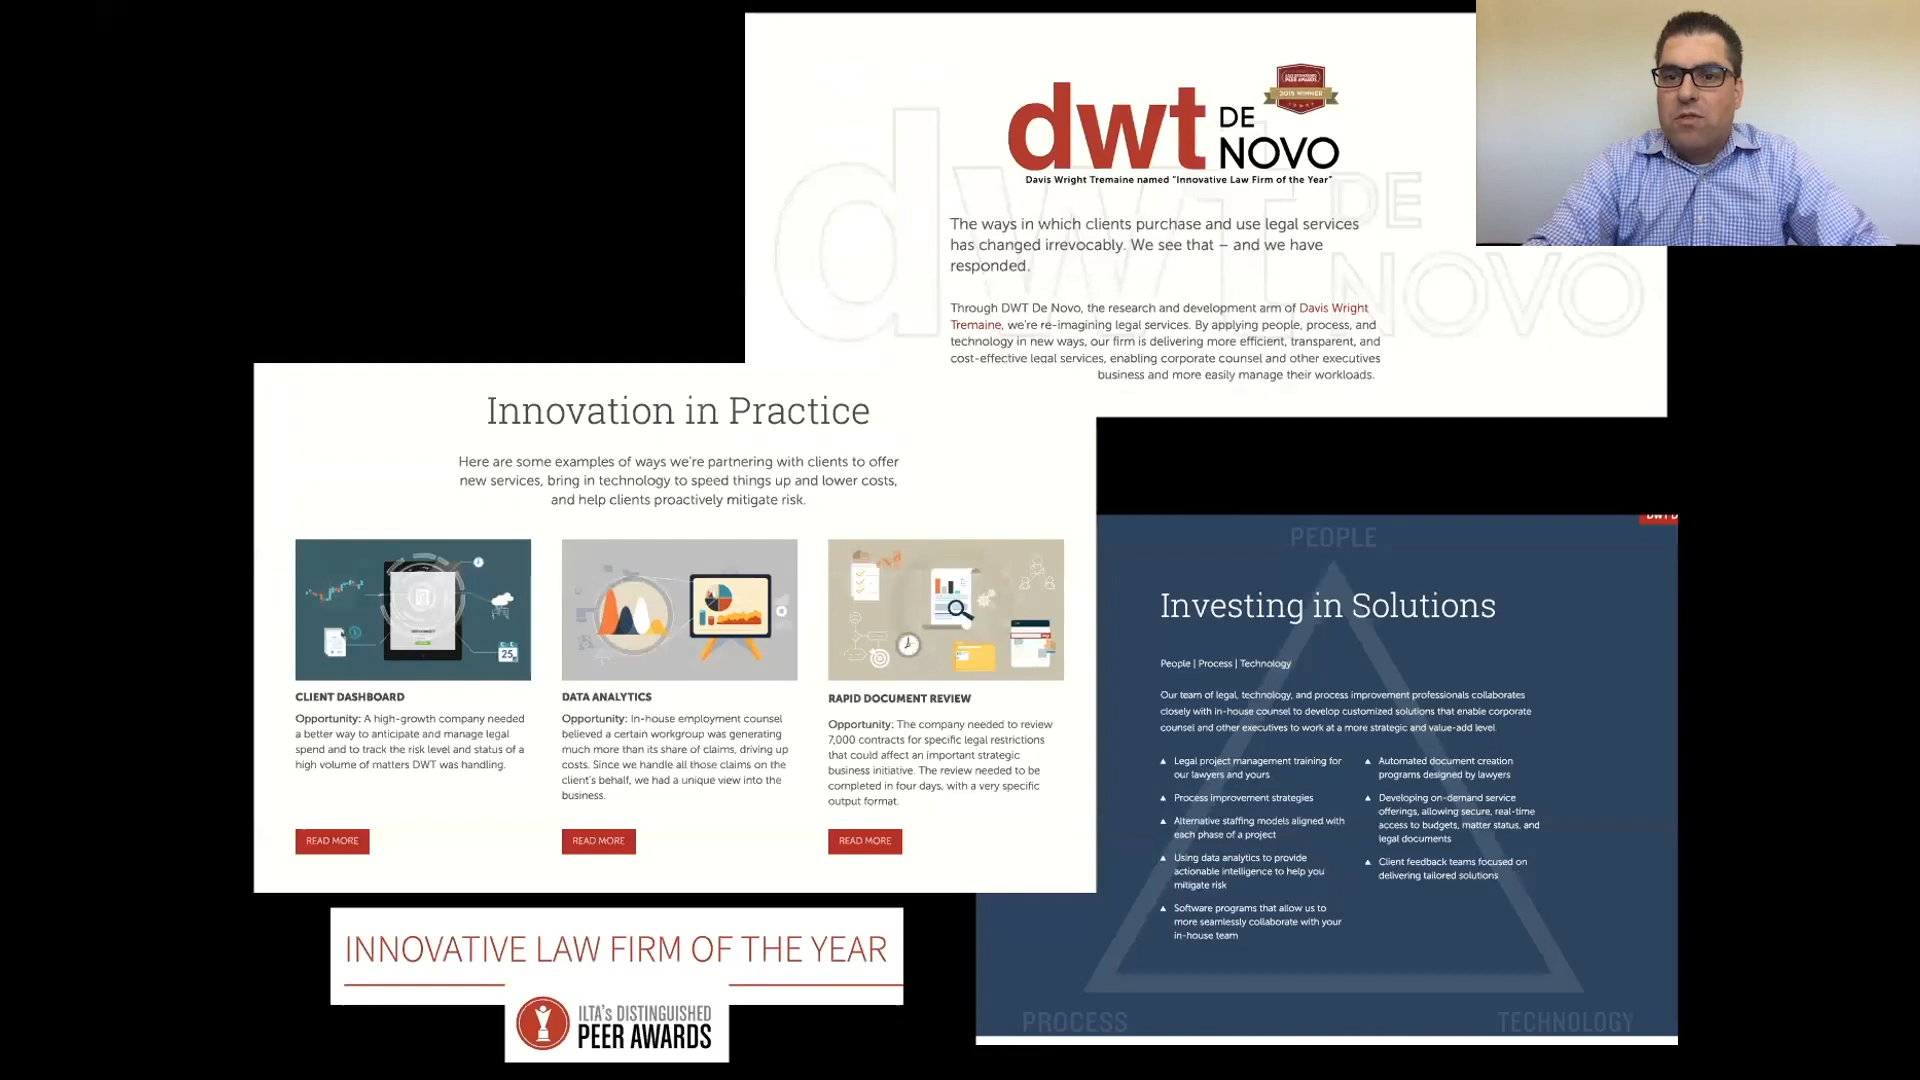 dwt DE NOVO
2015 WINNER
Davis Wright Tremaine named "Innovative Law Firm of the Year"
The ways in which clients purchase and use legal services
has changed irrevocably. We see that – and we have
responded.
Through DWT De Novo, the research and development arm of Davis Wright
Tremaine, we're re-imagining legal services. By applying people, process, and
technology in new ways, our firm is delivering more efficient, transparent, and
cost-effective legal services, enabling corporate counsel and other executives
business and more easily manage their workloads.
dwt DE NOVO
Innovation in Practice
Here are some examples of ways we're partnering with clients to offer
new services, bring in technology to speed things up and lower costs,
and help clients proactively mitigate risk.
25
CLIENT DASHBOARD
Opportunity: A high-growth company needed
a better way to anticipate and manage legal
spend and to track the risk level and status of a
high volume of matters DWT was handling.
READ MORE
DATA ANALYTICS
Opportunity: In-house employment counsel
believed a certain workgroup was generating
much more than its share of claims, driving up
costs. Since we handle all those claims on the
client's behalf, we had a unique view into the
business.
READ MORE
RAPID DOCUMENT REVIEW
Opportunity: The company needed to review
7,000 contracts for specific legal restrictions
that could affect an important strategic
business initiative. The review needed to be
completed in four days, with a very specific
output format.
READ MORE
PEOPLE
Investing in Solutions
People | Process | Technology
Our team of legal, technology, and process improvement professionals collaborates
closely with in-house counsel to develop customized solutions that enable corporate
counsel and other executives to work at a more strategic and value-add level
Legal project management training for
our lawyers and yours
Process improvement strategies
Alternative staffing models aligned with
each phase of a project
Using data analytics to provide
actionable intelligence to help you
mitigate risk
Software programs that allow us to
more seamlessly collaborate with your
in-house team
Automated document creation
programs designed by lawyers
Developing on-demand service
offerings, allowing secure, real-time
access to budgets, matter status, and
legal documents
Client feedback teams focused on
delivering tailored solutions
PROCESS
TECHNOLOGY
INNOVATIVE LAW FIRM OF THE YEAR
ILTA's DISTINGUISHED
PEER AWARDS